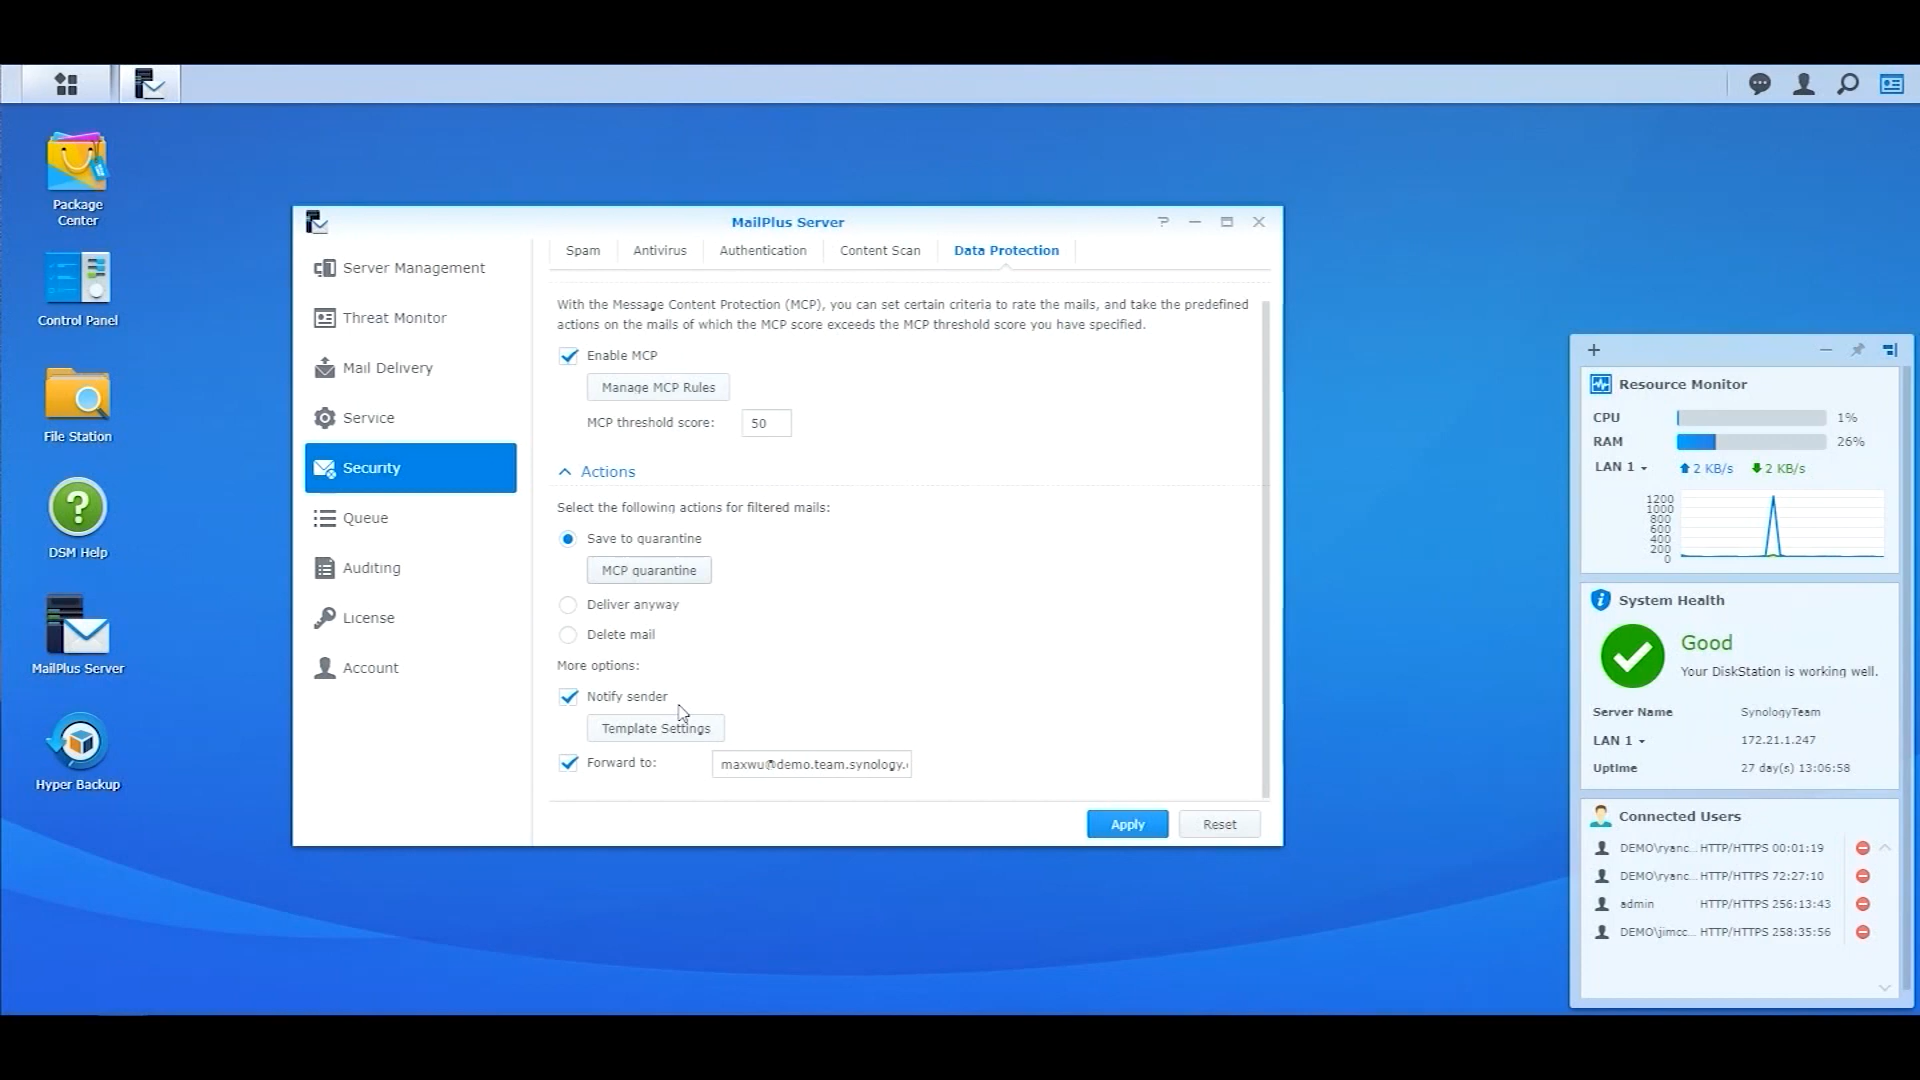 Package
Center
Control Panel
File Station
DSM Help
MailPlus Server
Hyper Backup
MailPlus Server
Server Management
Threat Monitor
Mail Delivery
Service
Security
Queue
Auditing
License
Account
Spam
Antivirus
Authentication
Content Scan
Data Protection
With the Message Content Protection (MCP), you can set certain criteria to rate the mails, and take the predefined
actions on the mails of which the MCP score exceeds the MCP threshold score you have specified.
Enable MCP
Manage MCP Rules
MCP threshold score: 50
Actions
Select the following actions for filtered mails:
Save to quarantine
MCP quarantine
Deliver anyway
Delete mail
More options:
Notify sender
Template Settings
Forward to: maxwu@demo.team.synology.
Apply
Reset
Resource Monitor
CPU 1%
RAM 26%
LAN 1 2 KB/s 2 KB/s
1200
1000
800
600
400
200
0
System Health
Good
Your DiskStation is working well.
Server Name SynologyTeam
LAN 1 172.21.1.247
Uptime 27 day(s) 13:06:58
Connected Users
DEMO\ryanc... HTTP/HTTPS 00:01:19
DEMO\ryanc... HTTP/HTTPS 72:27:10
admin HTTP/HTTPS 256:13:43
DEMO\jimcc... HTTP/HTTPS 258:35:56